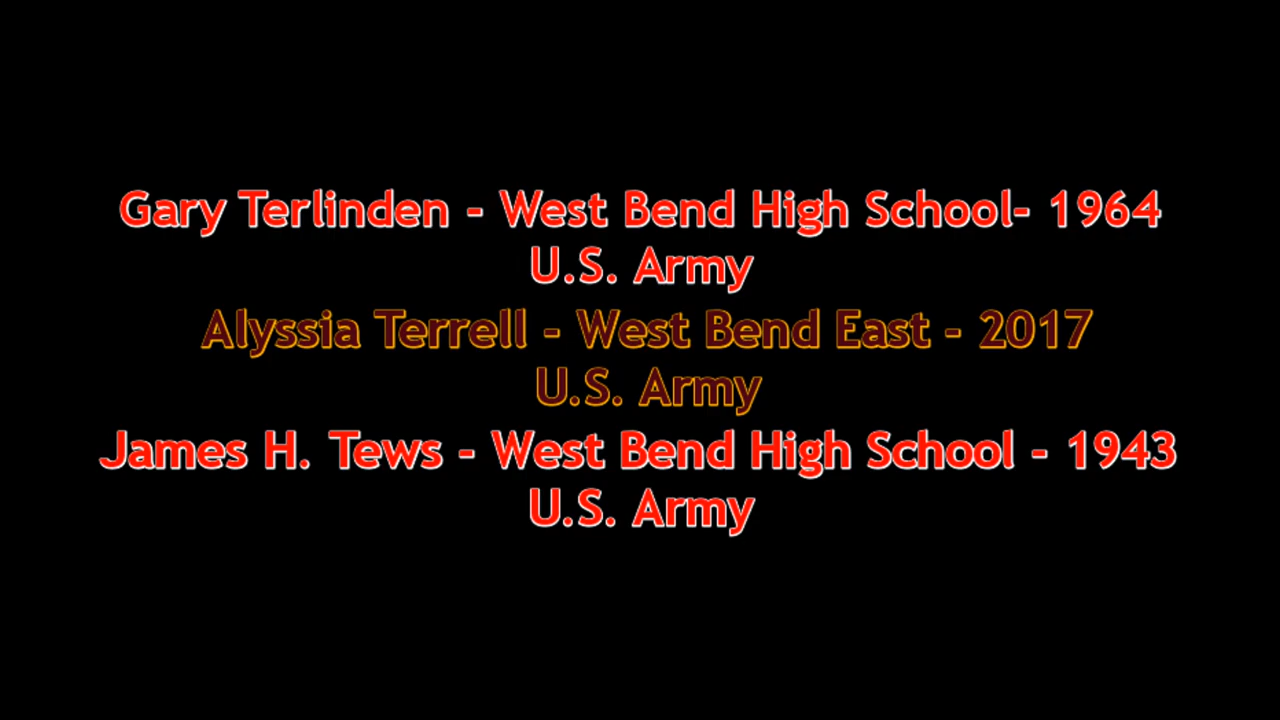 Gary Terlinden - West Bend High School- 1964
U.S. Army
Alyssia Terrell - West Bend East - 2017
U.S. Army
James H. Tews - West Bend High School - 1943
U.S. Army